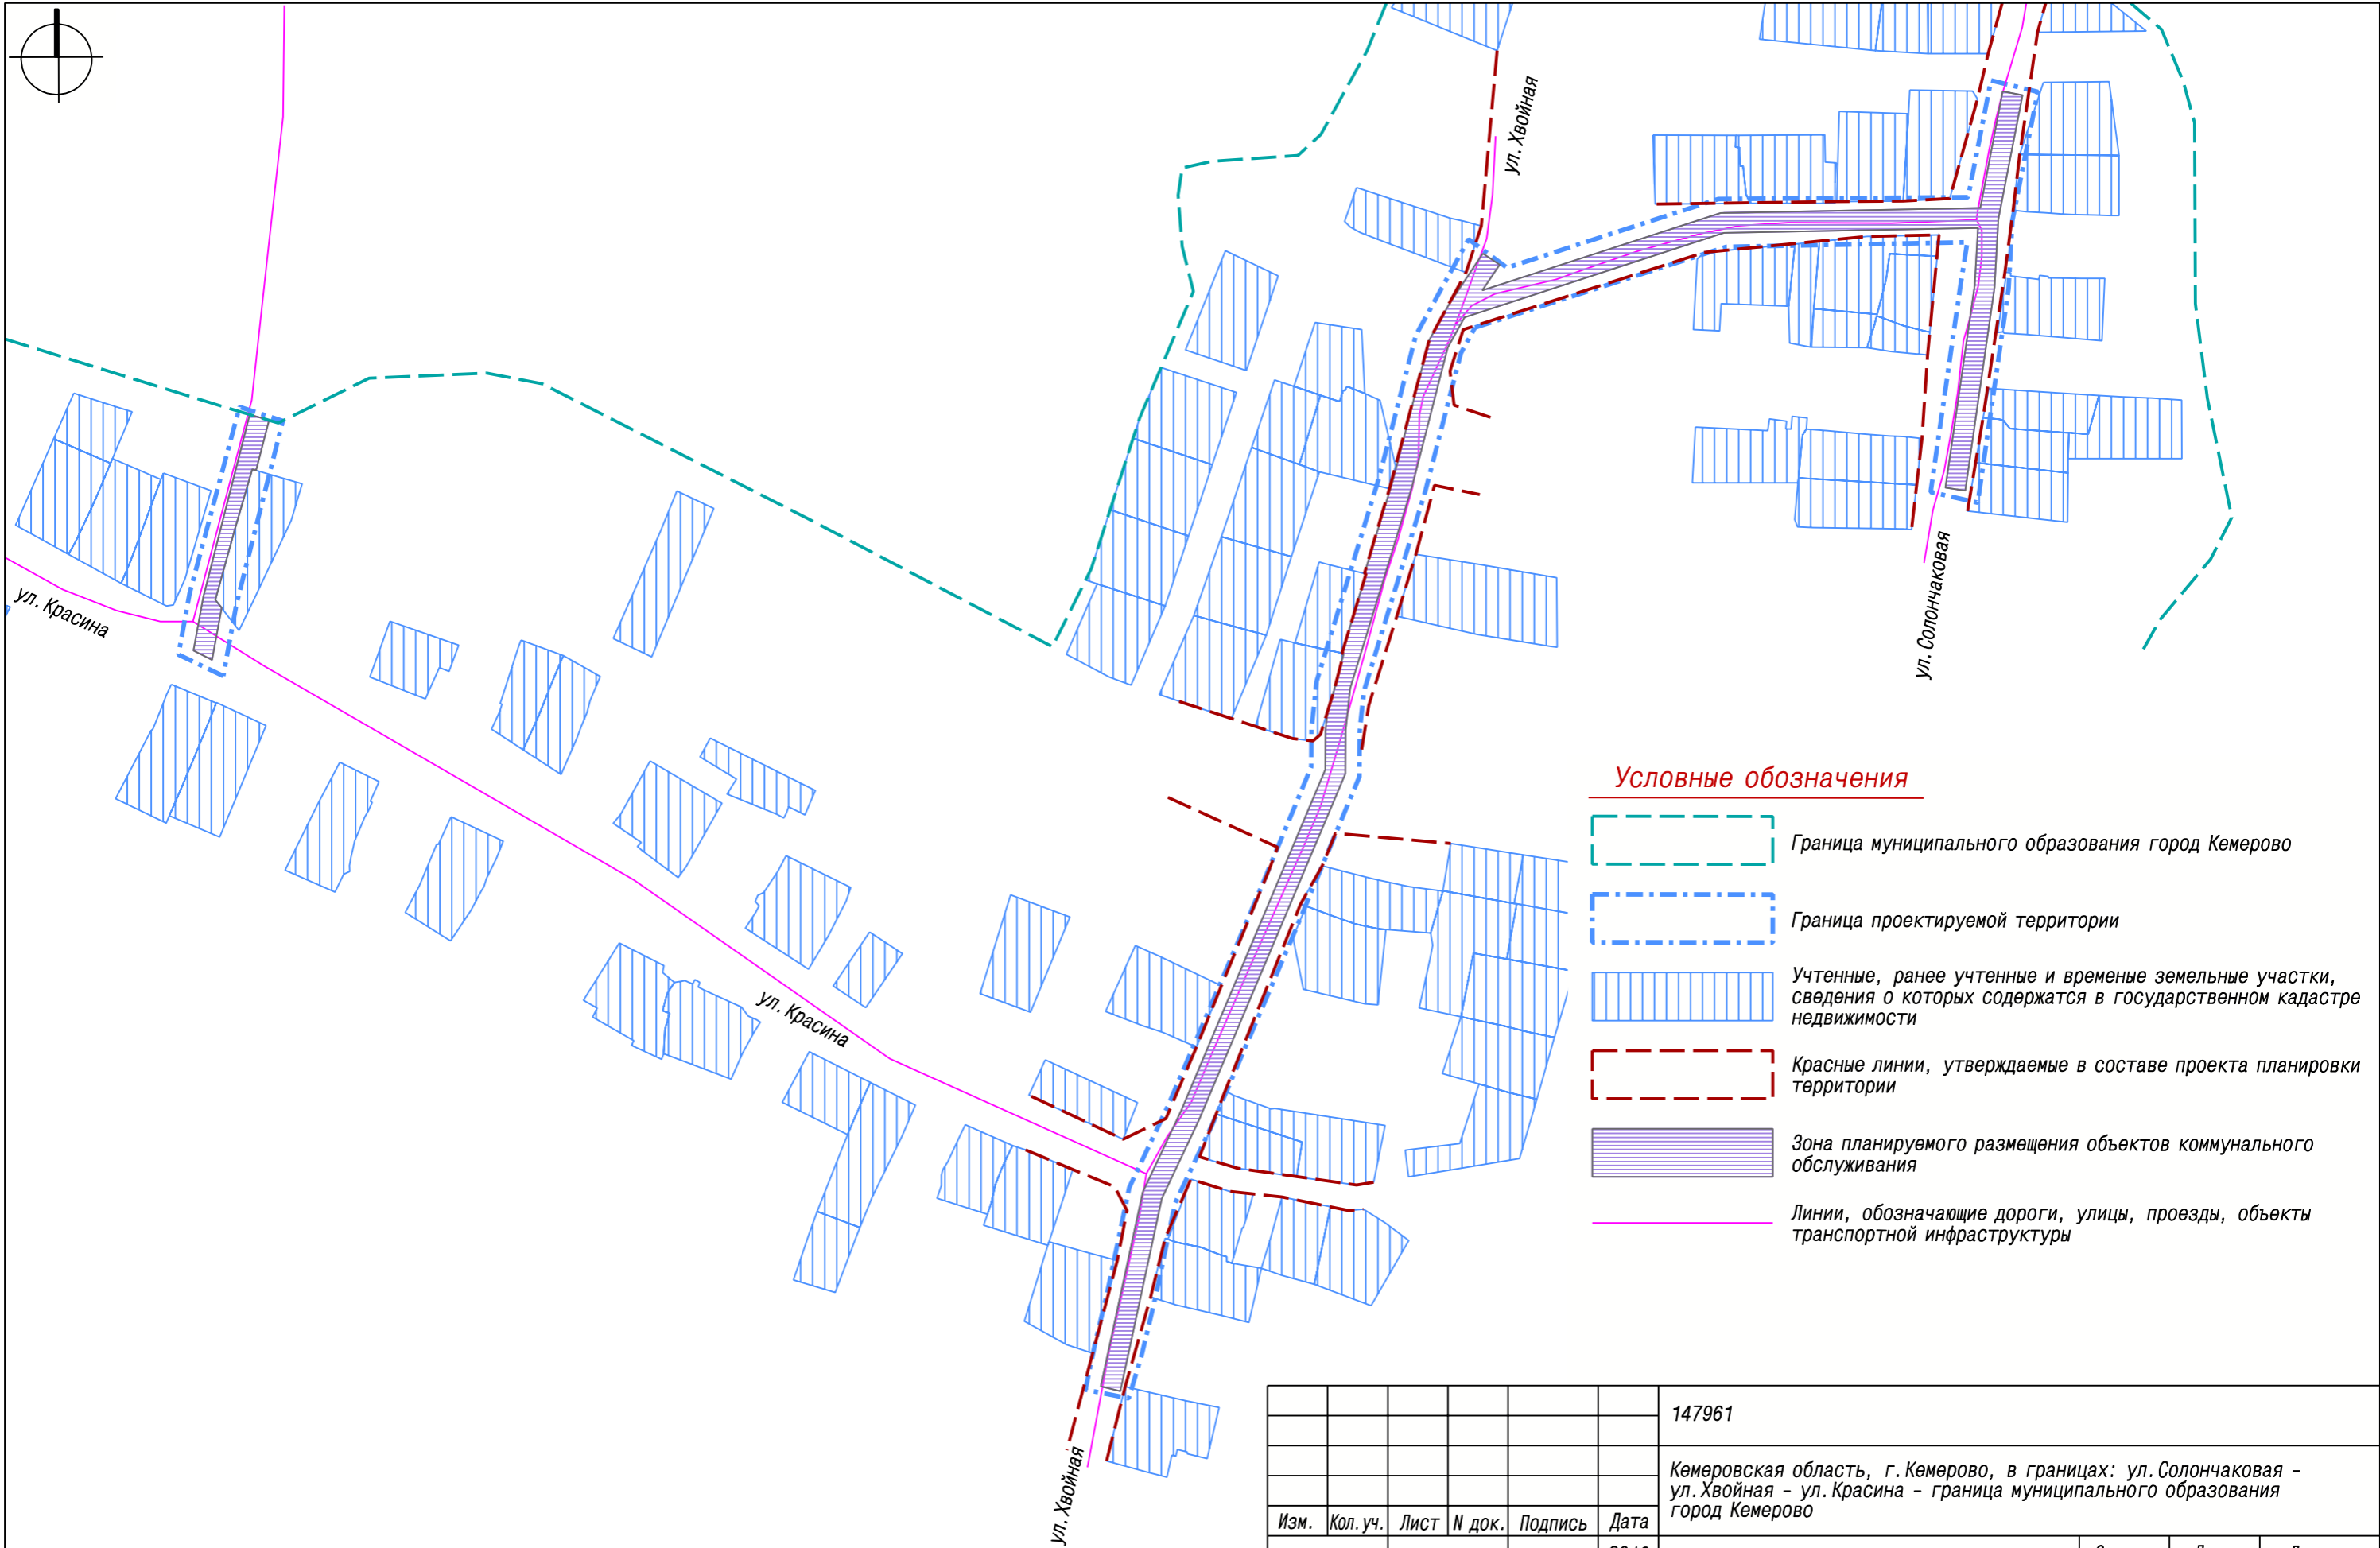 ул. Хвойная
ул. Красина
ул. Солончаковая
ул. Красина
ул. Хвойная
Условные обозначения
Граница муниципального образования город Кемерово
Граница проектируемой территории
Учтенные, ранее учтенные и временые земельные участки,
сведения о которых содержатся в государственном кадастре
недвижимости
Красные линии, утверждаемые в составе проекта планировки
территории
Зона планируемого размещения объектов коммунального
обслуживания
Линии, обозначающие дороги, улицы, проезды, объекты
транспортной инфраструктуры
147961
Кемеровская область, г. Кемерово, в границах: ул. Солончаковая -
ул. Хвойная - ул. Красина - граница муниципального образования
город Кемерово
Изм. Кол. уч. Лист N док. Подпись Дата